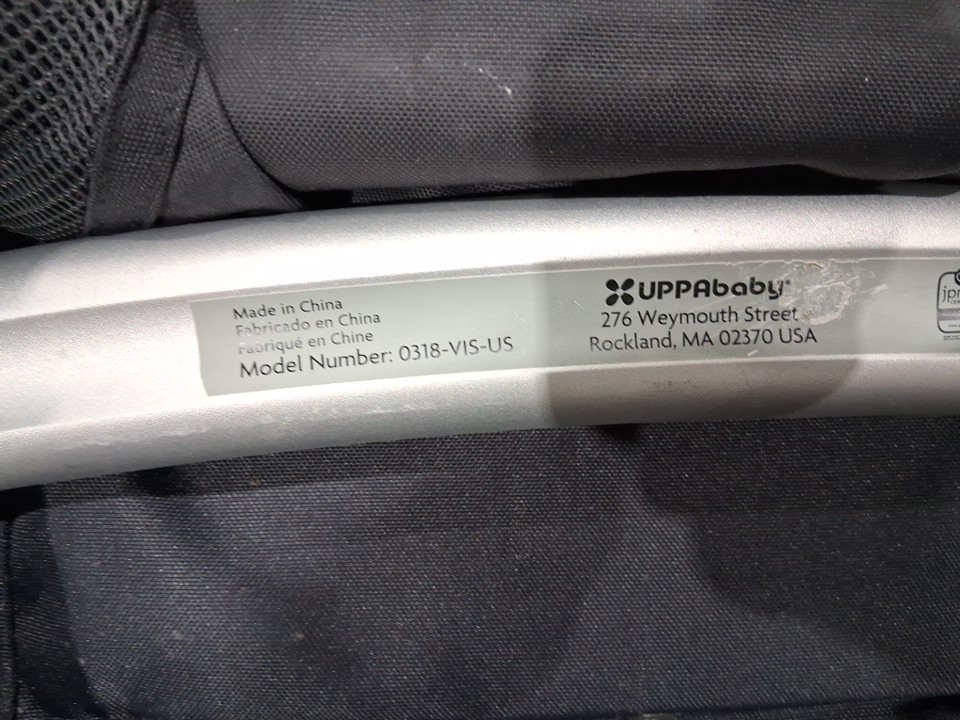 Made in China
Fabricado en China
Fabriqué en Chine
Model Number: 0318-VIS-US
UPPAbaby®
276 Weymouth Street
Rockland, MA 02370 USA